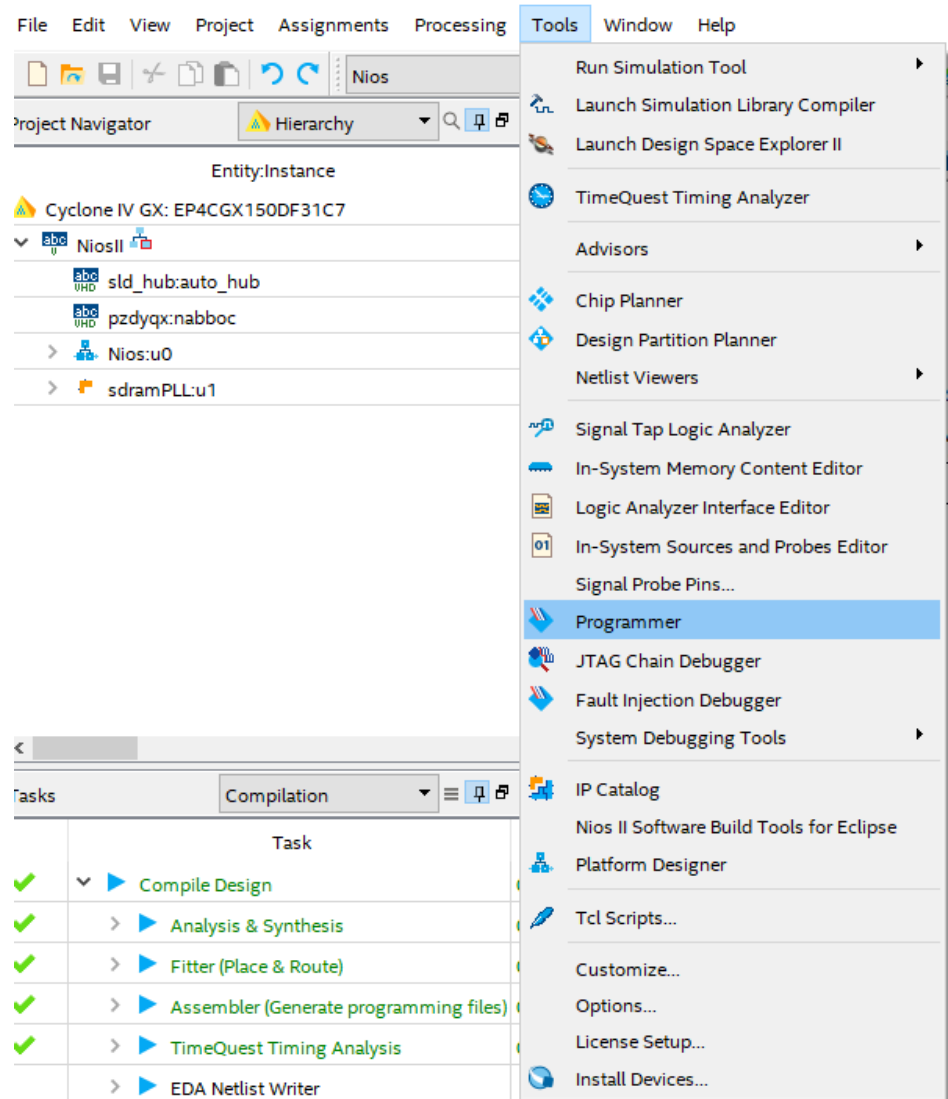 File Edit View Project Assignments Processing Tools Window Help
Nios
Project Navigator
Hierarchy
Entity:Instance
Cyclone IV GX: EP4CGX150DF31C7
abc NiosII
abc VHD sld_hub:auto_hub
abc VHD pzdyqx:nabboc
Nios:u0
sdramPLL:u1
Tasks
Compilation
Task
Compile Design
Analysis & Synthesis
Fitter (Place & Route)
Assembler (Generate programming files)
TimeQuest Timing Analysis
EDA Netlist Writer
Run Simulation Tool
Launch Simulation Library Compiler
Launch Design Space Explorer II
TimeQuest Timing Analyzer
Advisors
Chip Planner
Design Partition Planner
Netlist Viewers
Signal Tap Logic Analyzer
In-System Memory Content Editor
Logic Analyzer Interface Editor
01 In-System Sources and Probes Editor
Signal Probe Pins...
Programmer
JTAG Chain Debugger
Fault Injection Debugger
System Debugging Tools
IP Catalog
Nios II Software Build Tools for Eclipse
Platform Designer
Tcl Scripts...
Customize...
Options...
License Setup...
Install Devices...